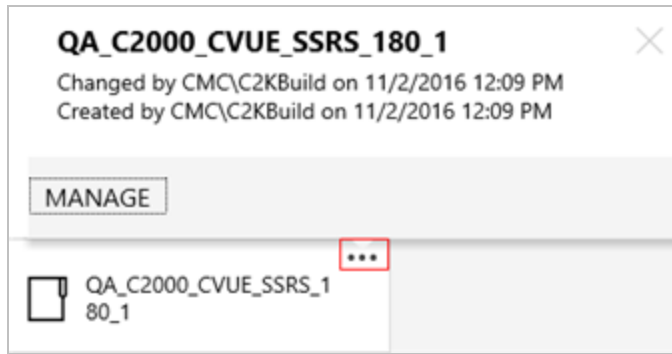 QA_C2000_CVUE_SSRS_180_1
Changed by CMC\C2KBuild on 11/2/2016 12:09 PM
Created by CMC\C2KBuild on 11/2/2016 12:09 PM
MANAGE
QA_C2000_CVUE_SSRS_1
80_1